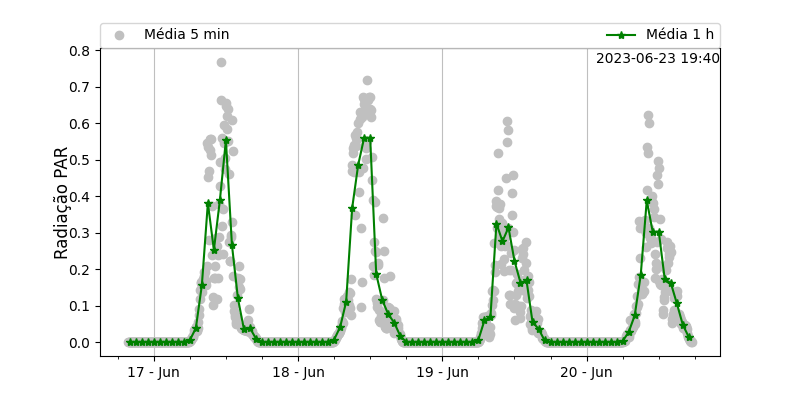 Média 5 min
Média 1 h
2023-06-23 19:40
Radiação PAR
0.8
0.7
0.6
0.5
0.4
0.3
0.2
0.1
0.0
17 - Jun
18 - Jun
19 - Jun
20 - Jun